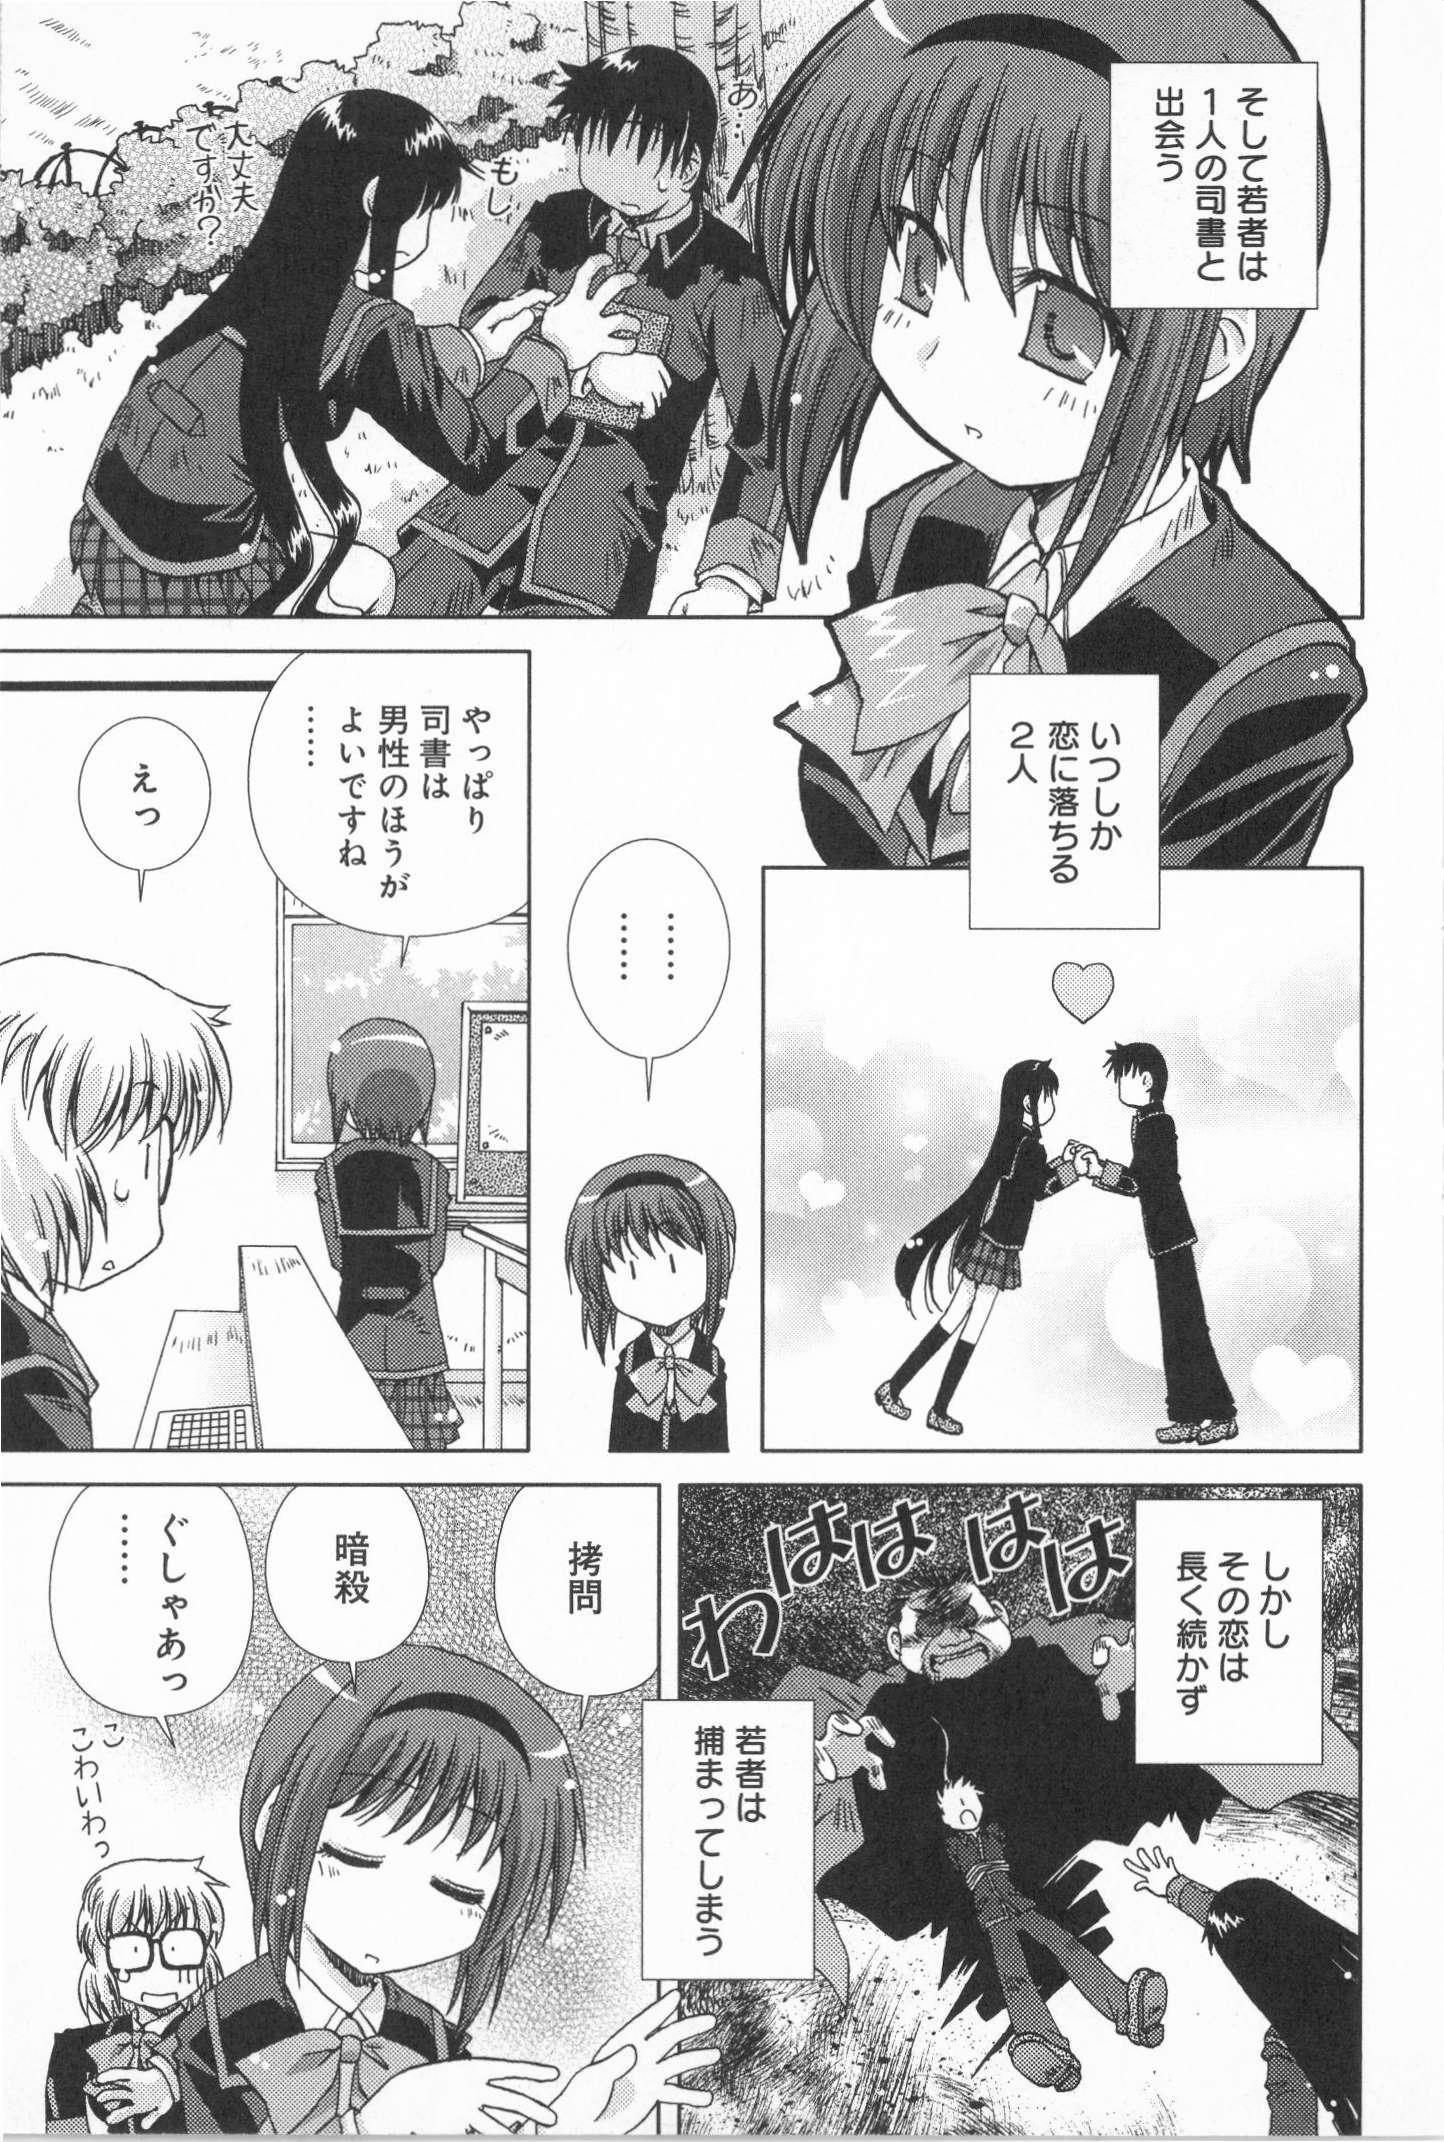 そして若者は
1人の司書と
出会う
あ…
もし
大丈夫
ですか?
いつしか
恋に落ちる
2人
………
………
やっぱり
司書は
男性のほうが
よいですね
……
えっ
しかし
その恋は
長く続かず
わはははは
若者は
捕まってしまう
拷問
暗殺
ぐしゃあっ
……
こ
こわいわっ